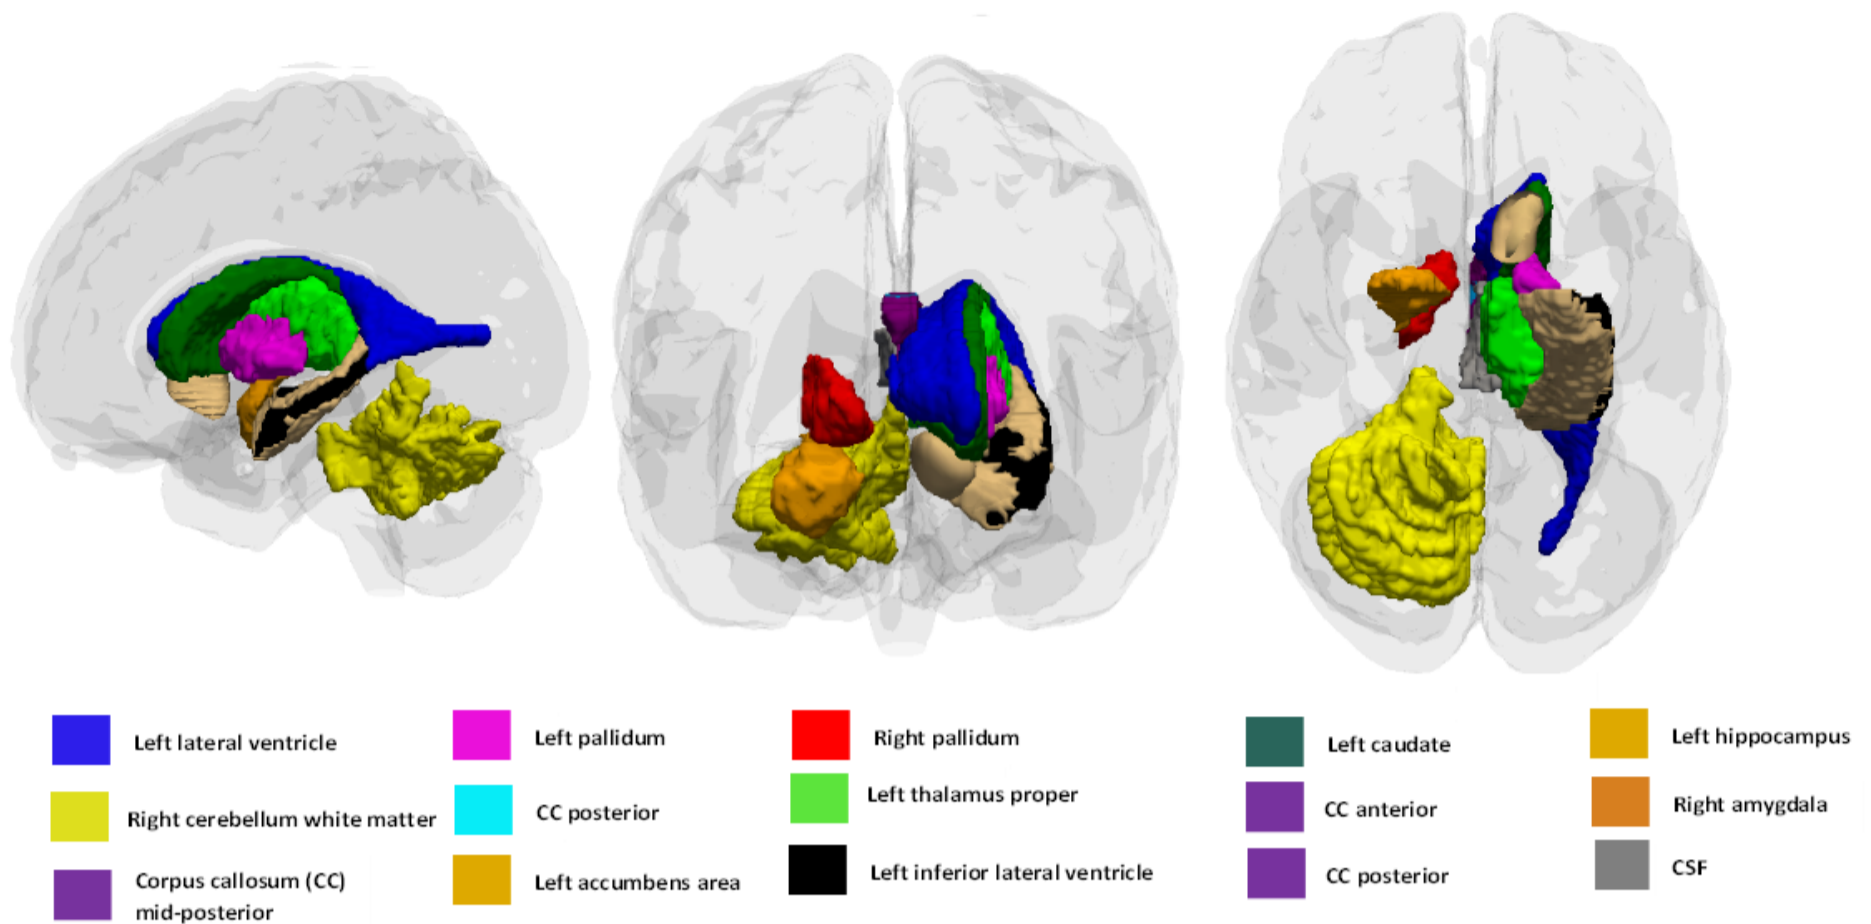 Left lateral ventricle
Left pallidum
Right pallidum
Left caudate
Left hippocampus
Right cerebellum white matter
CC posterior
Left thalamus proper
CC anterior
Right amygdala
Corpus callosum (CC)
mid-posterior
Left accumbens area
Left inferior lateral ventricle
CC posterior
CSF